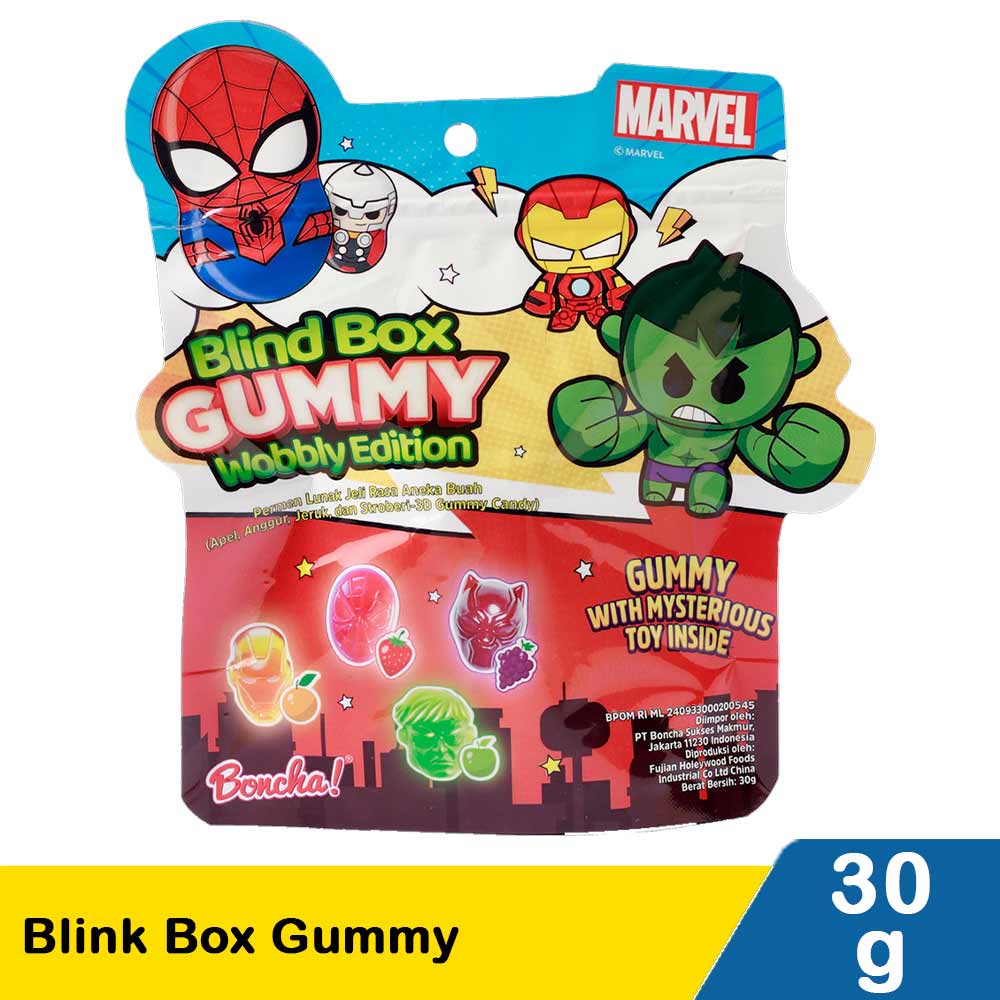 MARVEL
© MARVEL
Blind Box
GUMMY
Wobbly Edition
Permen Lunak Jeli Rasa Aneka Buah
(Apel, Anggur, Jeruk, dan Stroberi-3D Gummy Candy)
GUMMY
WITH MYSTERIOUS
TOY INSIDE
BPOM RI ML 240933000200545
Diimpor oleh:
PT Boncha Sukses Makmur,
Jakarta 11230 Indonesia
Diproduksi oleh:
Fujian Holeywood Foods
Industrial Co Ltd China
Berat Bersih: 30g
Boncha!®
Blink Box Gummy
30
g